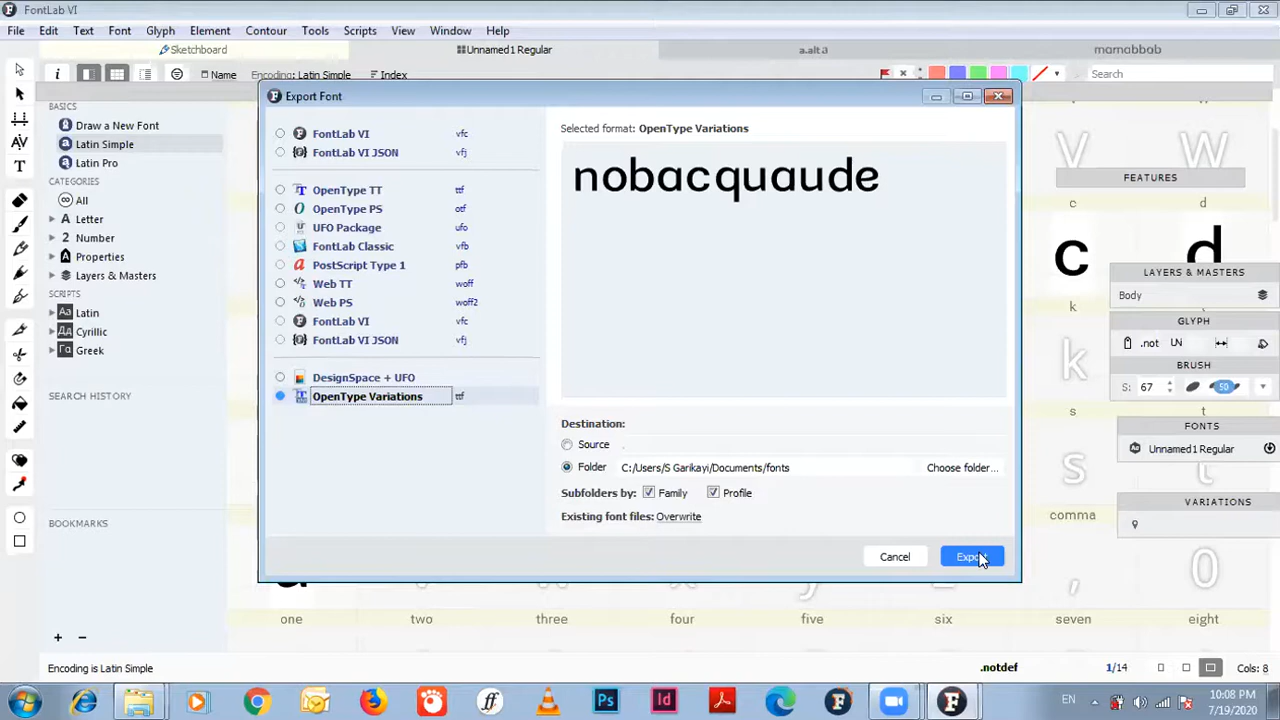 FontLab VI
File Edit Text Font Glyph Element Contour Tools Scripts View Window Help
Sketchboard Unnamed1 Regular a.alt a mamabbab
Name Encoding: Latin Simple Index Search
BASICS
Draw a New Font
Latin Simple
Latin Pro
CATEGORIES
All
Letter
Number
Properties
Layers & Masters
SCRIPTS
Latin
Cyrillic
Greek
SEARCH HISTORY
BOOKMARKS
Export Font
FontLab VI vfc
FontLab VI JSON vfj
OpenType TT ttf
OpenType PS otf
UFO Package ufo
FontLab Classic vfb
PostScript Type 1 pfb
Web TT woff
Web PS woff2
FontLab VI vfc
FontLab VI JSON vfj
DesignSpace + UFO
OpenType Variations ttf
Selected format: OpenType Variations
nobacquaude
Destination:
Source
Folder C:/Users/S Garikayi/Documents/fonts Choose folder...
Subfolders by: Family Profile
Existing font files: Overwrite
Cancel Export
v w
FEATURES
c d
c d
LAYERS & MASTERS
Body
k
GLYPH
.not UN
k
BRUSH
S: 67 50
s t
FONTS
Unnamed1 Regular
s t
VARIATIONS
comma
, 0
one two three four five six seven eight
+ −
Encoding is Latin Simple .notdef 1/14 Cols: 8
EN 10:08 PM
7/19/2020